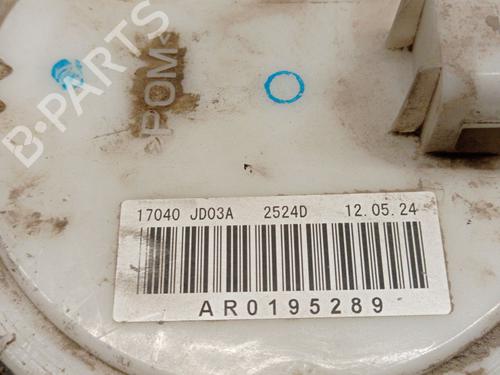 B-PARTS
POM
17040 JD03A 2524D 12.05.24
AR0195289